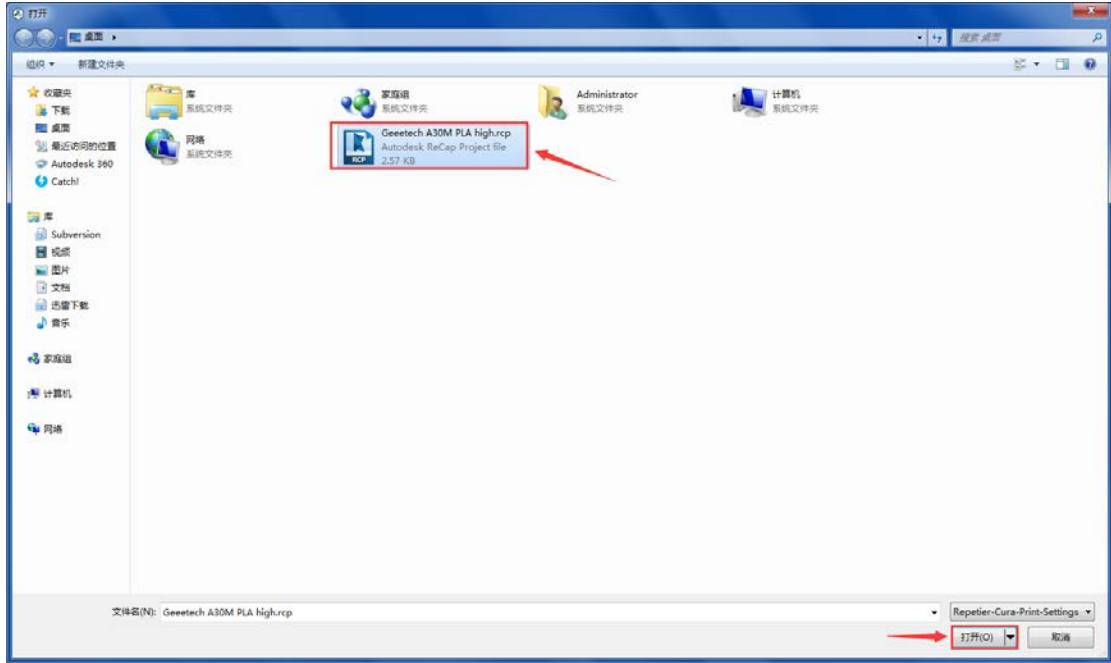 打开
桌面
搜索 桌面
组织
新建文件夹
收藏夹
下载
桌面
最近访问的位置
Autodesk 360
Catch!
库
Subversion
视频
图片
文档
迅雷下载
音乐
家庭组
计算机
网络
库
系统文件夹
家庭组
系统文件夹
Administrator
系统文件夹
计算机
系统文件夹
网络
系统文件夹
RCP
Geeetech A30M PLA high.rcp
Autodesk ReCap Project file
2.57 KB
文件名(N): Geeetech A30M PLA high.rcp
Repetier-Cura-Print-Settings
打开(O)
取消